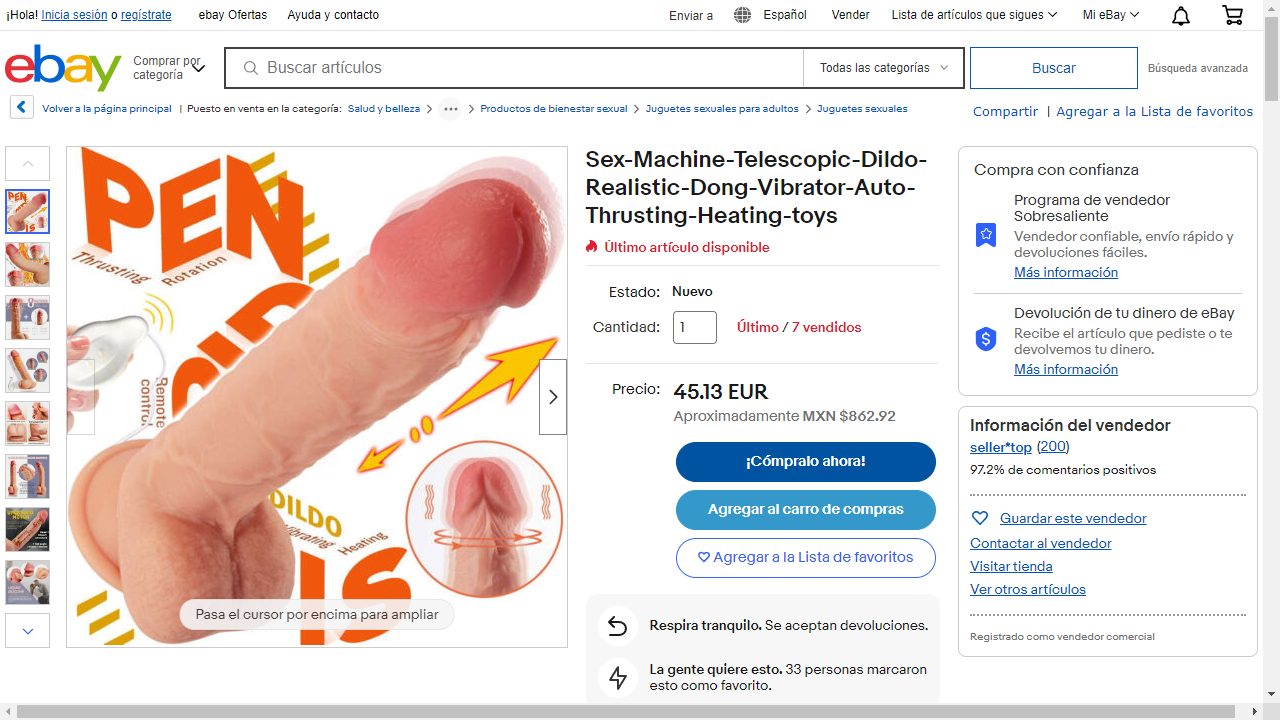 ¡Hola! Inicia sesión o regístrate
ebay Ofertas
Ayuda y contacto
Enviar a
Español
Vender
Lista de artículos que sigues
Mi eBay
ebay
Comprar por
categoría
Buscar artículos
Todas las categorías
Buscar
Búsqueda avanzada
Volver a la página principal
| Puesto en venta en la categoría:
Salud y belleza
Productos de bienestar sexual
Juguetes sexuales para adultos
Juguetes sexuales
Compartir | Agregar a la Lista de favoritos
PEN
Thrusting
Rotation
Remote
control
DILDO
Vibrating
Heating
IS
Pasa el cursor por encima para ampliar
Sex-Machine-Telescopic-Dildo-
Realistic-Dong-Vibrator-Auto-
Thrusting-Heating-toys
Último artículo disponible
Estado: Nuevo
Cantidad: 1 Último / 7 vendidos
Precio: 45.13 EUR
Aproximadamente MXN $862.92
¡Cómpralo ahora!
Agregar al carro de compras
Agregar a la Lista de favoritos
Respira tranquilo. Se aceptan devoluciones.
La gente quiere esto. 33 personas marcaron
esto como favorito.
Compra con confianza
Programa de vendedor
Sobresaliente
Vendedor confiable, envío rápido y
devoluciones fáciles.
Más información
Devolución de tu dinero de eBay
Recibe el artículo que pediste o te
devolvemos tu dinero.
Más información
Información del vendedor
seller*top (200)
97.2% de comentarios positivos
Guardar este vendedor
Contactar al vendedor
Visitar tienda
Ver otros artículos
Registrado como vendedor comercial